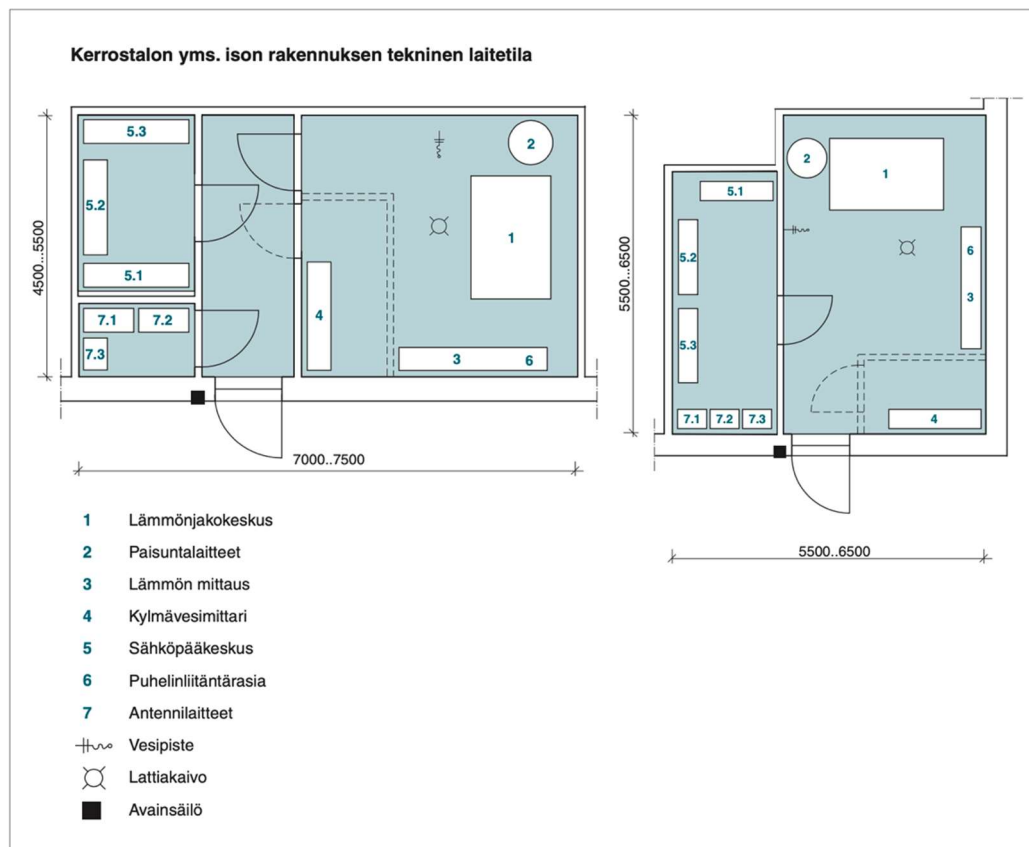 Kerrostalon yms. ison rakennuksen tekninen laitetila
4500...5500
5.3
5.2
5.1
7.1 7.2
7.3
2
1
4
3 6
7000..7500
5500...6500
2
1
5.1
5.2
5.3
6
3
7.1 7.2 7.3
4
5500..6500
1 Lämmönjakokeskus
2 Paisuntalaitteet
3 Lämmön mittaus
4 Kylmävesimittari
5 Sähköpääkeskus
6 Puhelinliitäntärasia
7 Antennilaitteet
Vesipiste
Lattiakaivo
Avainsäilö